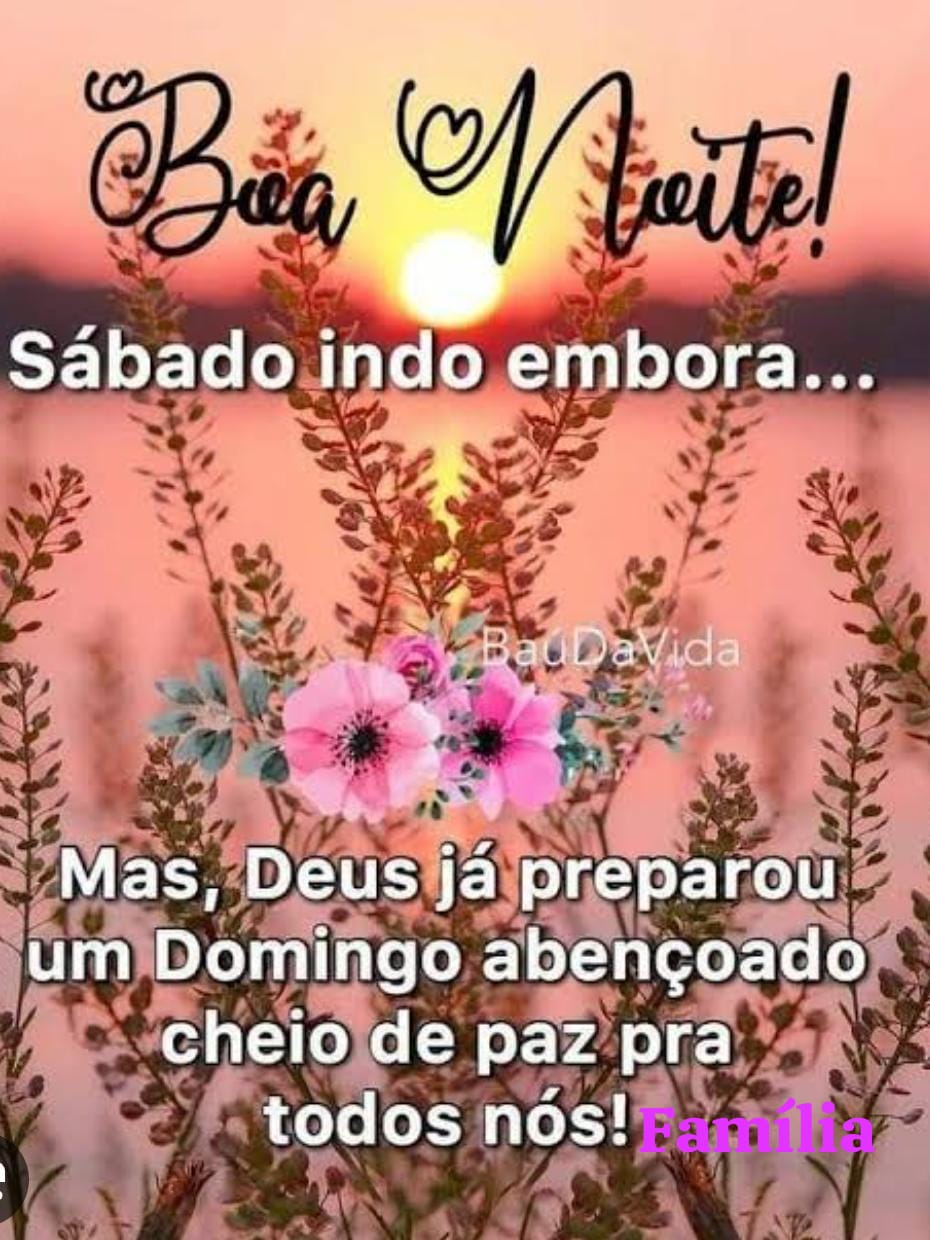 Boa Noite!
Sábado indo embora...
BauDaVida
Mas, Deus já preparou
um Domingo abençoado
cheio de paz pra
todos nós! Família